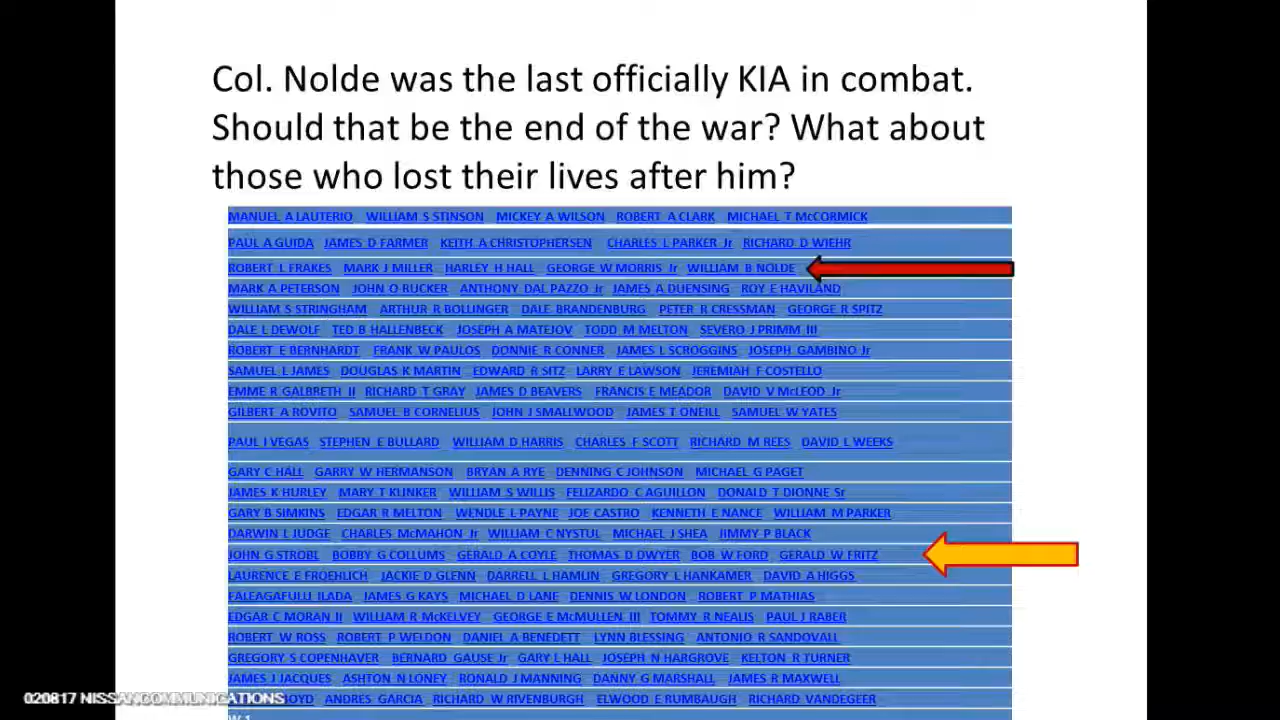 Col. Nolde was the last officially KIA in combat.
Should that be the end of the war? What about
those who lost their lives after him?
MANUEL A LAUTERIO WILLIAM S STINSON MICKEY A WILSON ROBERT A CLARK MICHAEL T McCORMICK
PAUL A GUIDA JAMES D FARMER KEITH A CHRISTOPHERSEN CHARLES L PARKER Jr RICHARD D WIEHR
ROBERT L FRAKES MARK J MILLER HARLEY H HALL GEORGE W MORRIS Jr WILLIAM B NOLDE
MARK A PETERSON JOHN O RUCKER ANTHONY DAL PAZZO Jr JAMES A DUENSING ROY E HAVILAND
WILLIAM S STRINGHAM ARTHUR R BOLLINGER DALE BRANDENBURG PETER R CRESSMAN GEORGE R SPITZ
DALE L DEWOLF TED B HALLENBECK JOSEPH A MATEJOV TODD M MELTON SEVERO J PRIMM III
ROBERT E BERNHARDT FRANK W PAULOS DONNIE R CONNER JAMES L SCROGGINS JOSEPH GAMBINO Jr
SAMUEL L JAMES DOUGLAS K MARTIN EDWARD R SITZ LARRY E LAWSON JEREMIAH F COSTELLO
EMME R GALBRETH II RICHARD T GRAY JAMES D BEAVERS FRANCIS E MEADOR DAVID V McLEOD Jr
GILBERT A ROVITO SAMUEL B CORNELIUS JOHN J SMALLWOOD JAMES T ONEILL SAMUEL W YATES
PAUL J VEGAS STEPHEN E BULLARD WILLIAM D HARRIS CHARLES F SCOTT RICHARD M REES DAVID L WEEKS
GARY C HALL GARRY W HERMANSON BRYAN A RYE DENNING C JOHNSON MICHAEL G PAGET
JAMES K HURLEY MARY T KLINKER WILLIAM S WILLIS FELIZARDO C AGUILLON DONALD T DIONNE Sr
GARY B SIMKINS EDGAR R MELTON WENDLE L PAYNE JOE CASTRO KENNETH E NANCE WILLIAM M PARKER
DARWIN L JUDGE CHARLES McMAHON Jr WILLIAM C NYSTUL MICHAEL J SHEA JIMMY P BLACK
JOHN G STROBL BOBBY G COLLUMS GERALD A COYLE THOMAS D DWYER BOB W FORD GERALD W FRITZ
LAURENCE E FROEHLICH JACKIE D GLENN DARRELL L HAMLIN GREGORY L HANKAMER DAVID A HIGGS
FALEAGAFULU ILADA JAMES G KAYS MICHAEL D LANE DENNIS W LONDON ROBERT P MATHIAS
EDGAR C MORAN II WILLIAM R McKELVEY GEORGE E McMULLEN III TOMMY R NEALIS PAUL J RABER
ROBERT W ROSS ROBERT P WELDON DANIEL A BENEDETT LYNN BLESSING ANTONIO R SANDOVALL
GREGORY S COPENHAVER BERNARD GAUSE Jr GARY L HALL JOSEPH N HARGROVE KELTON R TURNER
JAMES J JACQUES ASHTON N LONEY RONALD J MANNING DANNY G MARSHALL JAMES R MAXWELL
020817 NISSANCOMMUNICATIONS ANDRES GARCIA RICHARD W RIVENBURGH ELWOOD E RUMBAUGH RICHARD VANDEGEER